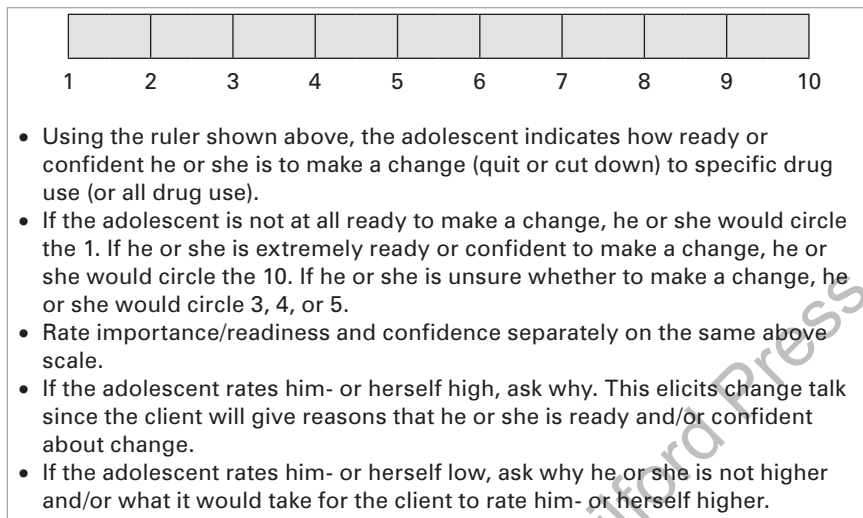 1 2 3 4 5 6 7 8 9 10
• Using the ruler shown above, the adolescent indicates how ready or
confident he or she is to make a change (quit or cut down) to specific drug
use (or all drug use).
• If the adolescent is not at all ready to make a change, he or she would circle
the 1. If he or she is extremely ready or confident to make a change, he or
she would circle the 10. If he or she is unsure whether to make a change, he
or she would circle 3, 4, or 5.
• Rate importance/readiness and confidence separately on the same above
scale.
• If the adolescent rates him- or herself high, ask why. This elicits change talk
since the client will give reasons that he or she is ready and/or confident
about change.
• If the adolescent rates him- or herself low, ask why he or she is not higher
and/or what it would take for the client to rate him- or herself higher.
ilford Press